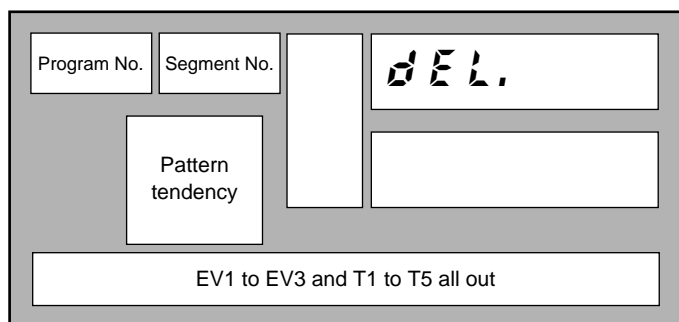 Program No. Segment No. dEL.
Pattern
tendency
EV1 to EV3 and T1 to T5 all out